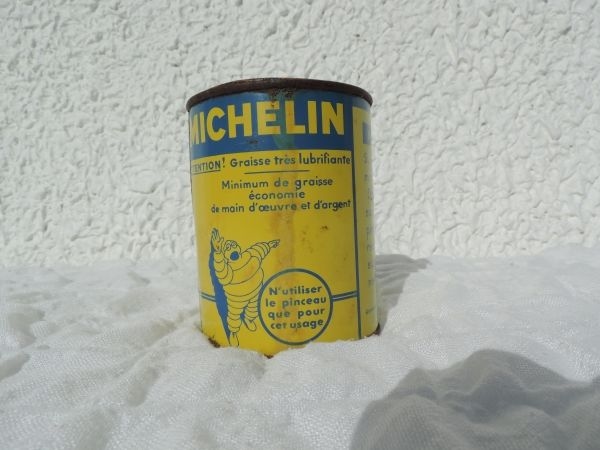 MICHELIN
ATTENTION! Graisse très lubrifiante
Minimum de graisse
économie
de main d'œuvre et d'argent
N'utiliser
le pinceau
que pour
cet usage